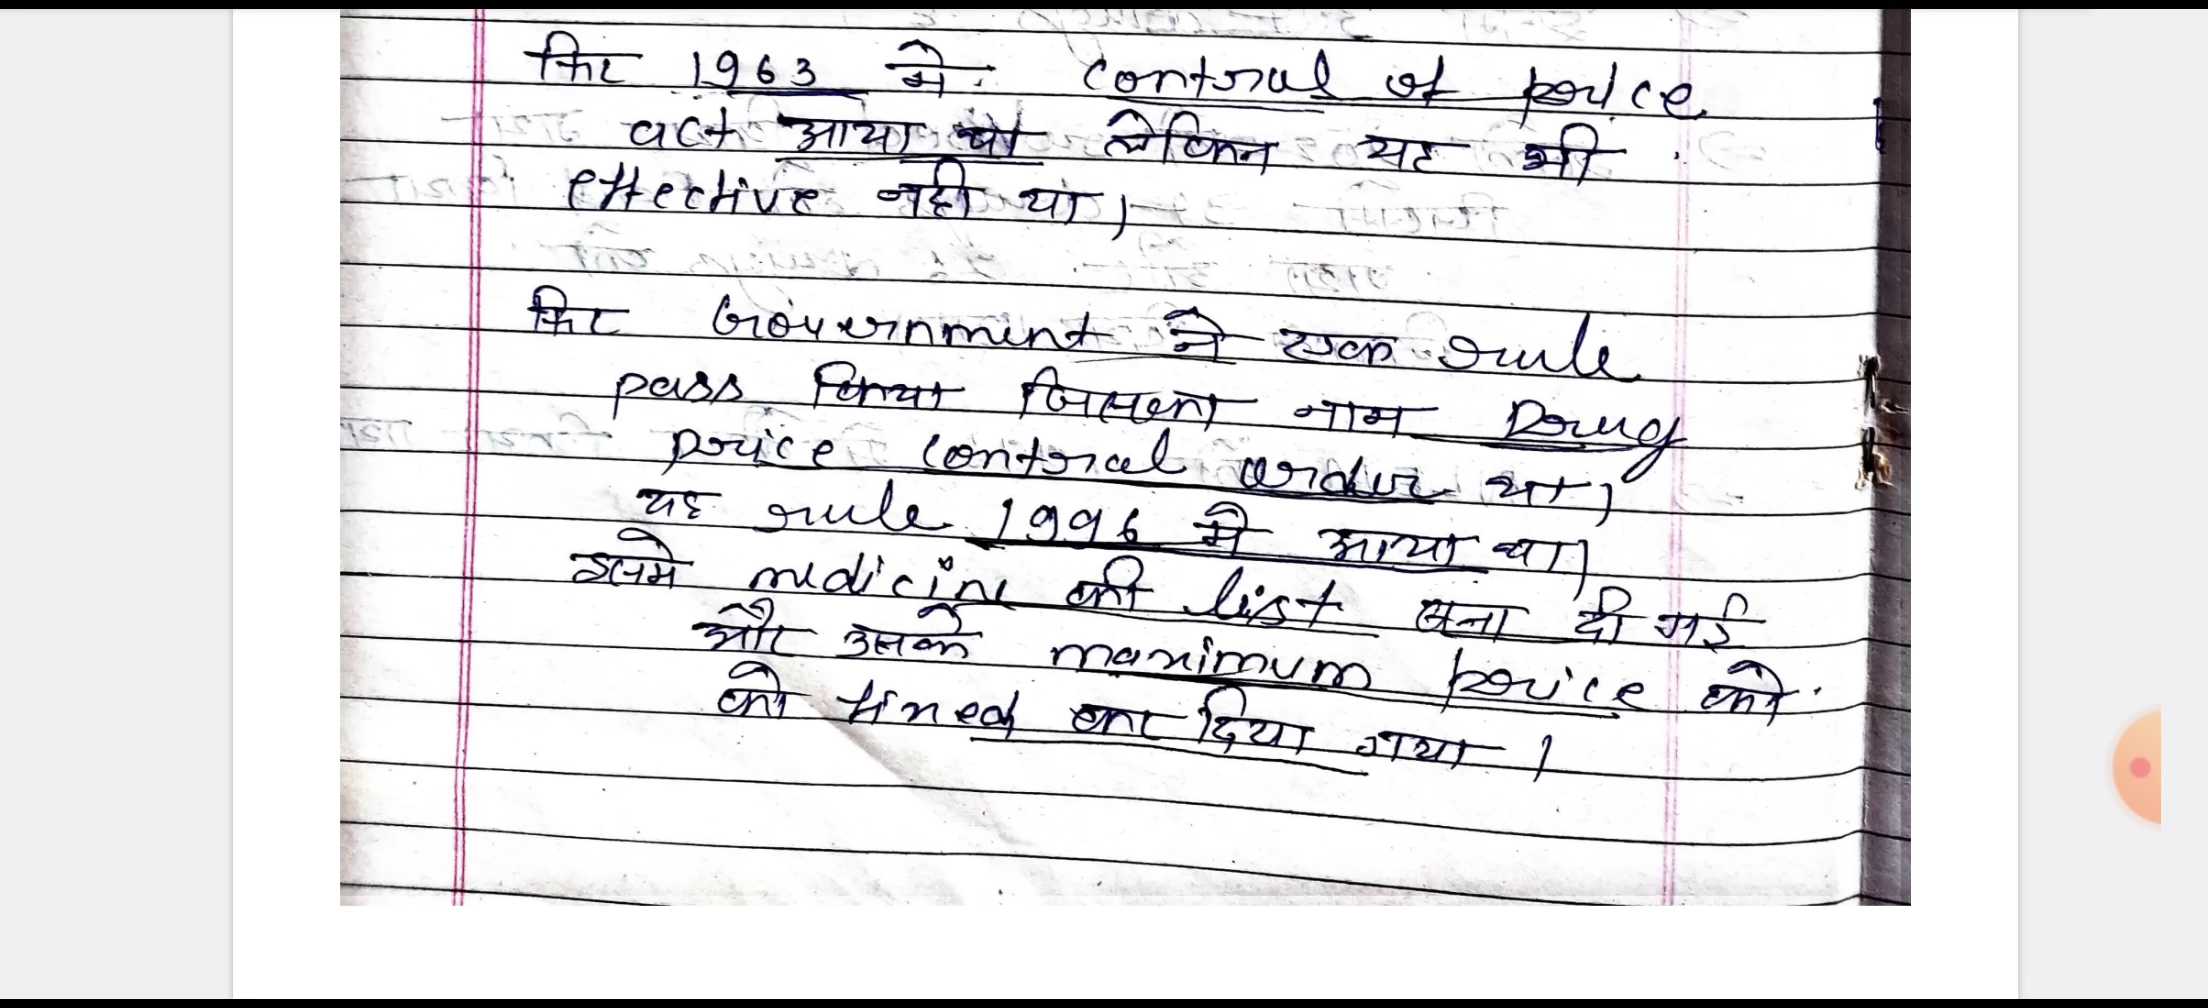 फिर 1963 में control of price
act आया था लेकिन यह भी
effective नही था।
फिर Government ने एक rule
pass किया जिसका नाम Drug
price control order था।
यह rule 1996 मे आया था।
इसमे medicine की list बना दी गई
और उसके maximum price को
को fixed कर दिया गया।